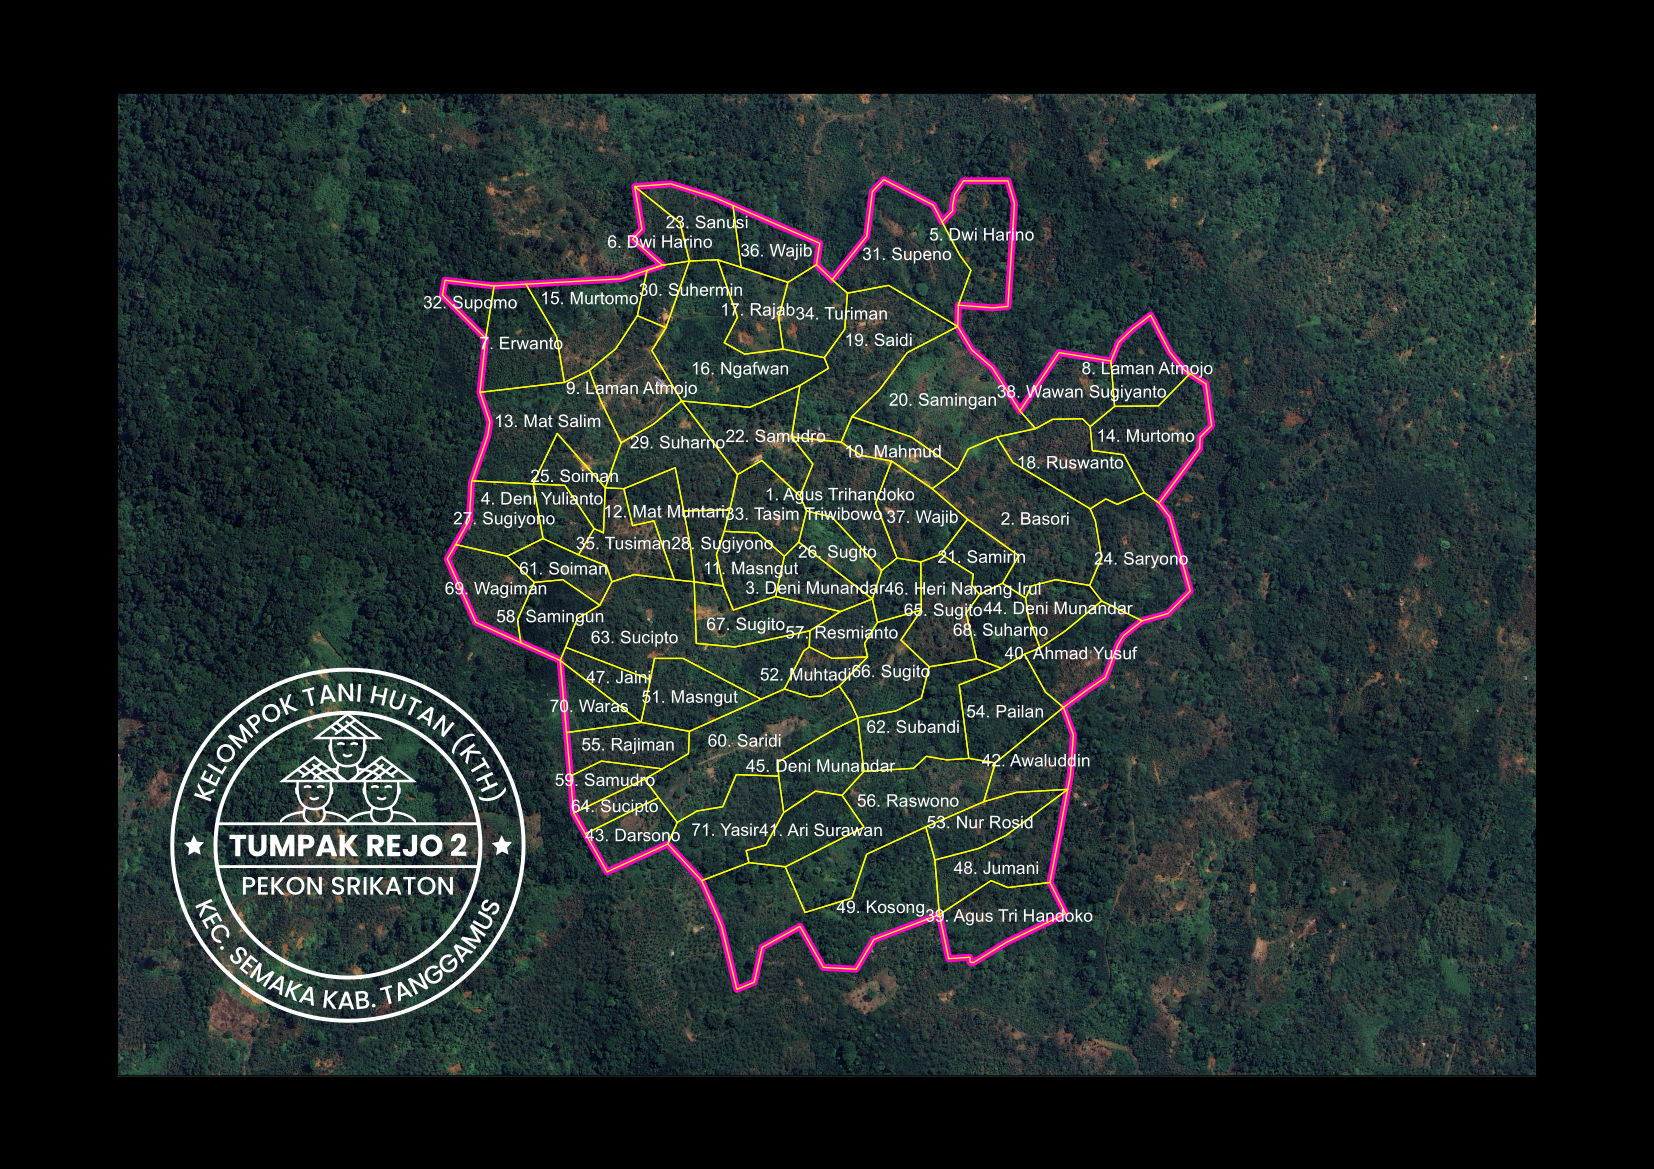 23. Sanusi
6. Dwi Harino
36. Wajib
5. Dwi Harino
31. Supeno
30. Suhermin
15. Murtomo
32. Supomo
17. Rajab
34. Turiman
7. Erwanto
19. Saidi
16. Ngafwan
8. Laman Atmojo
9. Laman Atmojo
38. Wawan Sugiyanto
20. Samingan
13. Mat Salim
29. Suharno
22. Samudro
14. Murtomo
10. Mahmud
18. Ruswanto
25. Soiman
4. Deni Yulianto
1. Agus Trihandoko
27. Sugiyono
12. Mat Muntari
33. Tasim Triwibowo
37. Wajib
2. Basori
35. Tusiman
28. Sugiyono
26. Sugito
21. Samirin
24. Saryono
61. Soiman
11. Masngut
69. Wagiman
3. Deni Munandar
46. Heri Nanang Irul
58. Samingun
65. Sugito
44. Deni Munandar
67. Sugito
57. Resmianto
68. Suharno
63. Sucipto
40. Ahmad Yusuf
47. Jaini
52. Muhtadi
66. Sugito
51. Masngut
70. Waras
54. Pailan
62. Subandi
55. Rajiman
60. Saridi
42. Awaluddin
45. Deni Munandar
59. Samudro
64. Sucipto
56. Raswono
43. Darsono
71. Yasir
41. Ari Surawan
53. Nur Rosid
48. Jumani
49. Kosong
39. Agus Tri Handoko
KELOMPOK TANI HUTAN (KTH)
TUMPAK REJO 2
PEKON SRIKATON
KEC. SEMAKA KAB. TANGGAMUS